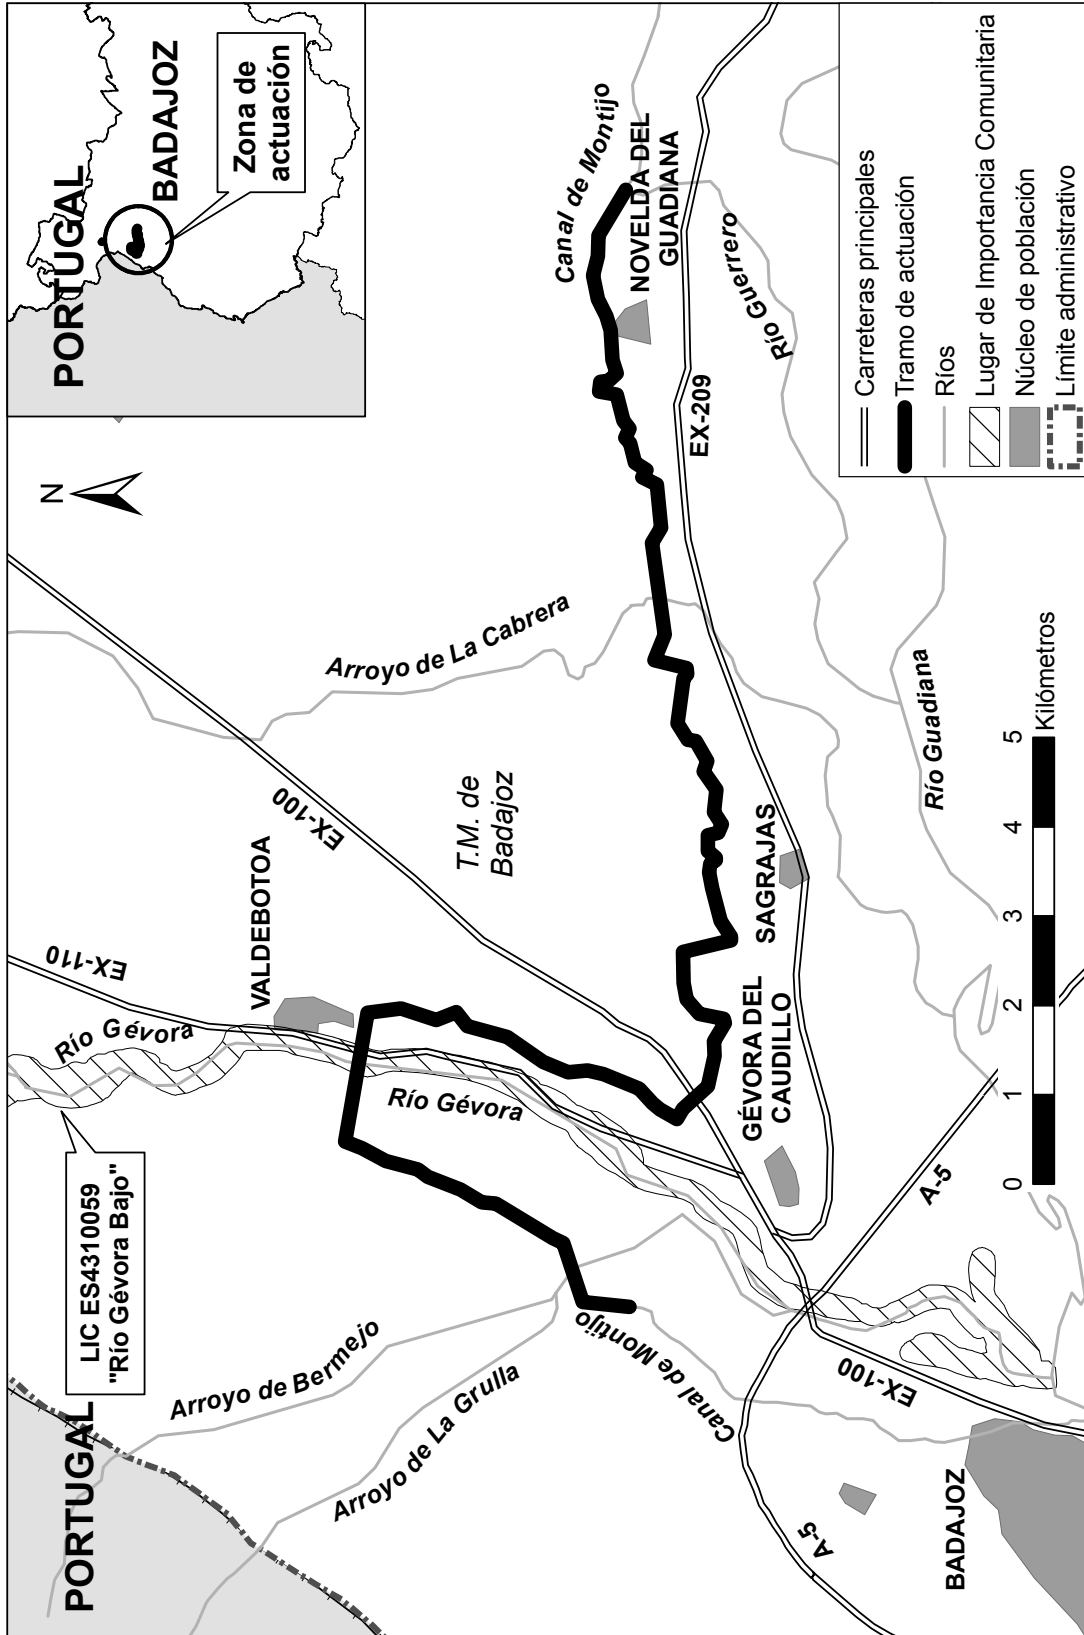 PORTUGAL
LIC ES4310059
"Río Gévora Bajo"
Río Gévora
EX-110
VALDEBOTOA
N
PORTUGAL
BADAJOZ
Zona de
actuación
Arroyo de Bermejo
Arroyo de La Grulla
Río Gévora
EX-100
Arroyo de La Cabrera
T.M. de
Badajoz
Canal de Montijo
NOVELDA DEL
GUADIANA
Canal de Montijo
GÉVORA DEL
CAUDILLO
SAGRAJAS
EX-209
Río Guerrero
A-5
EX-100
A-5
BADAJOZ
Río Guadiana
0 1 2 3 4 5
Kilómetros
Carreteras principales
Tramo de actuación
Ríos
Lugar de Importancia Comunitaria
Núcleo de población
Límite administrativo